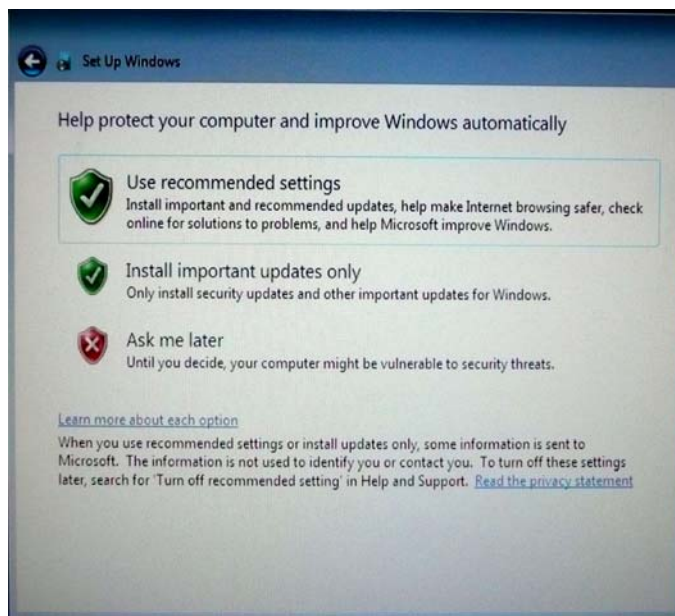 Set Up Windows
Help protect your computer and improve Windows automatically
Use recommended settings
Install important and recommended updates, help make Internet browsing safer, check
online for solutions to problems, and help Microsoft improve Windows.
Install important updates only
Only install security updates and other important updates for Windows.
Ask me later
Until you decide, your computer might be vulnerable to security threats.
Learn more about each option
When you use recommended settings or install updates only, some information is sent to
Microsoft. The information is not used to identify you or contact you. To turn off these settings
later, search for 'Turn off recommended setting' in Help and Support. Read the privacy statement